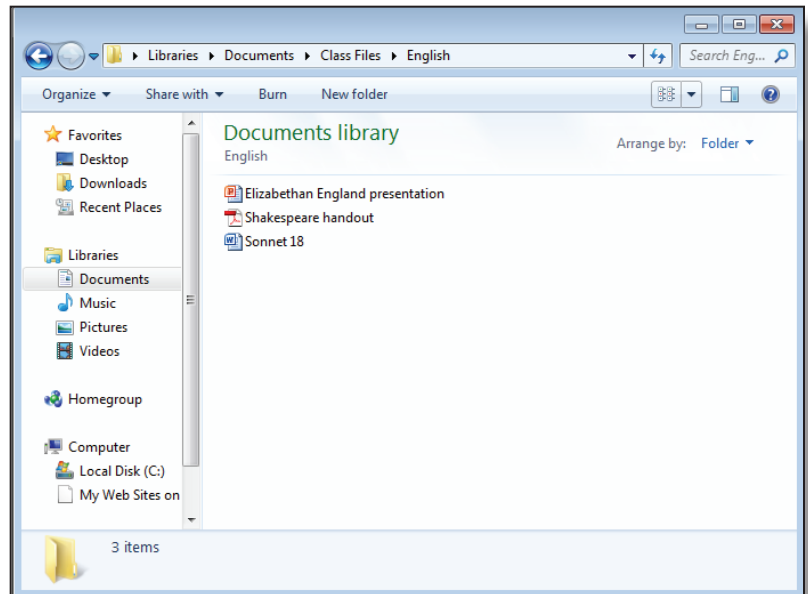 Libraries ▸ Documents ▸ Class Files ▸ English
Search Eng...
Organize
Share with
Burn
New folder
Favorites
Desktop
Downloads
Recent Places
Libraries
Documents
Music
Pictures
Videos
Homegroup
Computer
Local Disk (C:)
My Web Sites on
Documents library
English
Arrange by: Folder
Elizabethan England presentation
Shakespeare handout
Sonnet 18
3 items